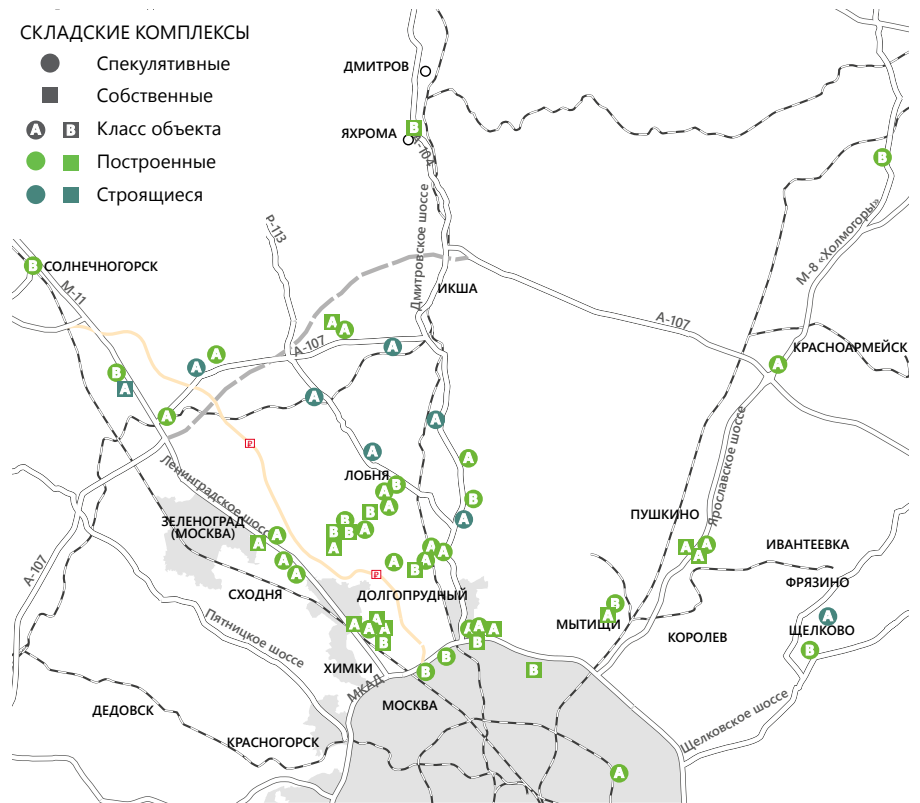 СКЛАДСКИЕ КОМПЛЕКСЫ
Спекулятивные
Собственные
A B Класс объекта
Построенные
Строящиеся
ДМИТРОВ
ЯХРОМА
B
А-104
B
Р-113
Дмитровское шоссе
М-8 «Холмогоры»
B СОЛНЕЧНОГОРСК
М-11
ИКША
А-107
A A
А-107
A
КРАСНОАРМЕЙСК
A A
B A
A
A
A
A
Ярославское шоссе
A
A
ЛОБНЯ
Ленинградское шоссе
A B
B
A
ПУШКИНО
ЗЕЛЕНОГРАД
(МОСКВА)
B B A
B B
A
A
A A
A A
A A
A A
ИВАНТЕЕВКА
А-107
A A
A B
СХОДНЯ
ДОЛГОПРУДНЫЙ
ФРЯЗИНО
Пятницкое шоссе
A A A A
B
A A A
B
МЫТИЩИ
B
A
КОРОЛЕВ
A
ЩЕЛКОВО
B
ХИМКИ
B
B
B
МКАД
МОСКВА
ДЕДОВСК
КРАСНОГОРСК
Щелковское шоссе
A